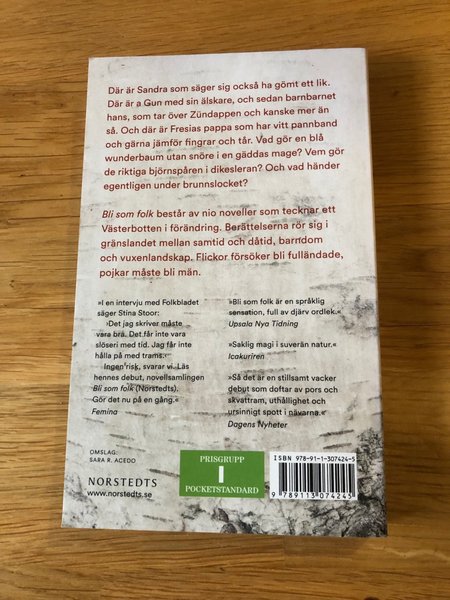 Där är Sandra som säger sig också ha gömt ett lik.
Där är a Gun med sin älskare, och sedan barnbarnet
hans, som tar över Zündappen och kanske mer än
så. Och där är Fresias pappa som har vitt pannband
och gärna jämför fingrar och tår. Vad gör en blå
wunderbaum utan snöre i en gäddas mage? Vem gör
de riktiga björnspåren i dikesleran? Och vad händer
egentligen under brunnslocket?
Bli som folk består av nio noveller som tecknar ett
Västerbotten i förändring. Berättelserna rör sig i
gränslandet mellan samtid och dåtid, barndom
och vuxenlandskap. Flickor försöker bli fulländade,
pojkar måste bli män.
»I en intervju med Folkbladet
säger Stina Stoor:
›Det jag skriver måste
vara bra. Det får inte vara
slöseri med tid. Jag får inte
hålla på med trams.‹
Ingen risk, svarar vi. Läs
hennes debut, novellsamlingen
Bli som folk (Norstedts).
Gör det nu på en gång.«
Femina
»Bli som folk är en språklig
sensation, full av djärv ordlek.«
Upsala Nya Tidning
»Saklig magi i suverän natur.«
Icakuriren
»Så det är en stillsamt vacker
debut som doftar av pors och
skvattram, uthållighet och
ursinnigt spott i nävarna.«
Dagens Nyheter
OMSLAG:
SARA R. ACEDO
NORSTEDTS
www.norstedts.se
PRISGRUPP
I
POCKETSTANDARD
ISBN 978-91-1-307424-5
9 789113 074245